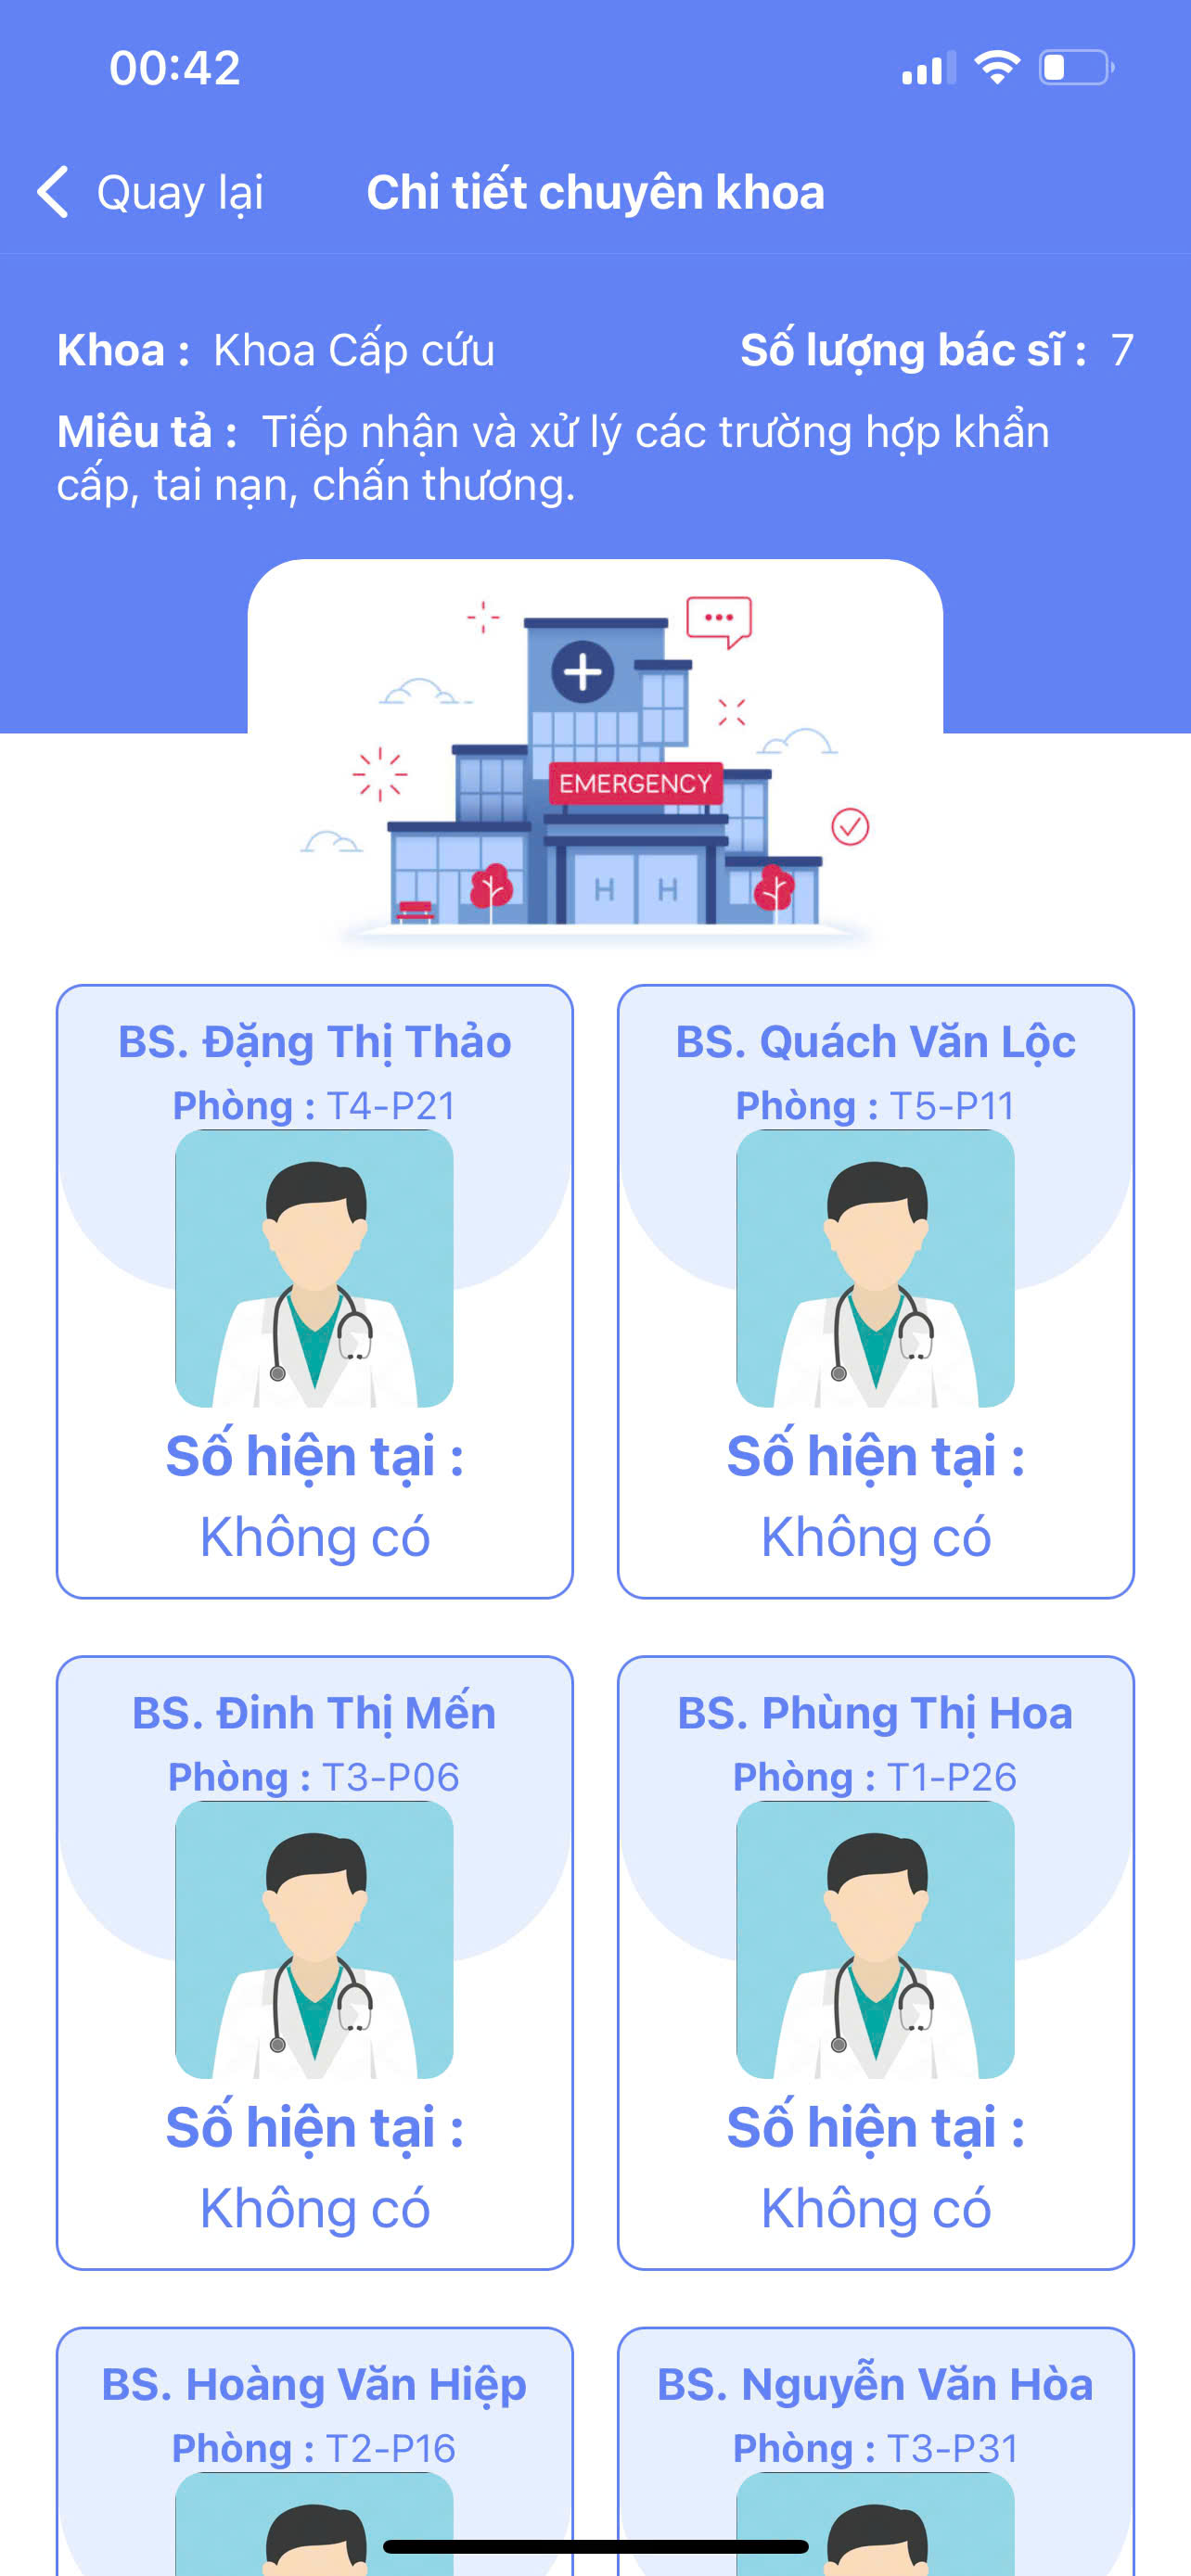 00:42
Quay lại
Chi tiết chuyên khoa
Khoa : Khoa Cấp cứu
Số lượng bác sĩ : 7
Miêu tả : Tiếp nhận và xử lý các trường hợp khẩn
cấp, tai nạn, chấn thương.
EMERGENCY
H H
BS. Đặng Thị Thảo
Phòng : T4-P21
Số hiện tại :
Không có
BS. Quách Văn Lộc
Phòng : T5-P11
Số hiện tại :
Không có
BS. Đinh Thị Mến
Phòng : T3-P06
Số hiện tại :
Không có
BS. Phùng Thị Hoa
Phòng : T1-P26
Số hiện tại :
Không có
BS. Hoàng Văn Hiệp
Phòng : T2-P16
BS. Nguyễn Văn Hòa
Phòng : T3-P31